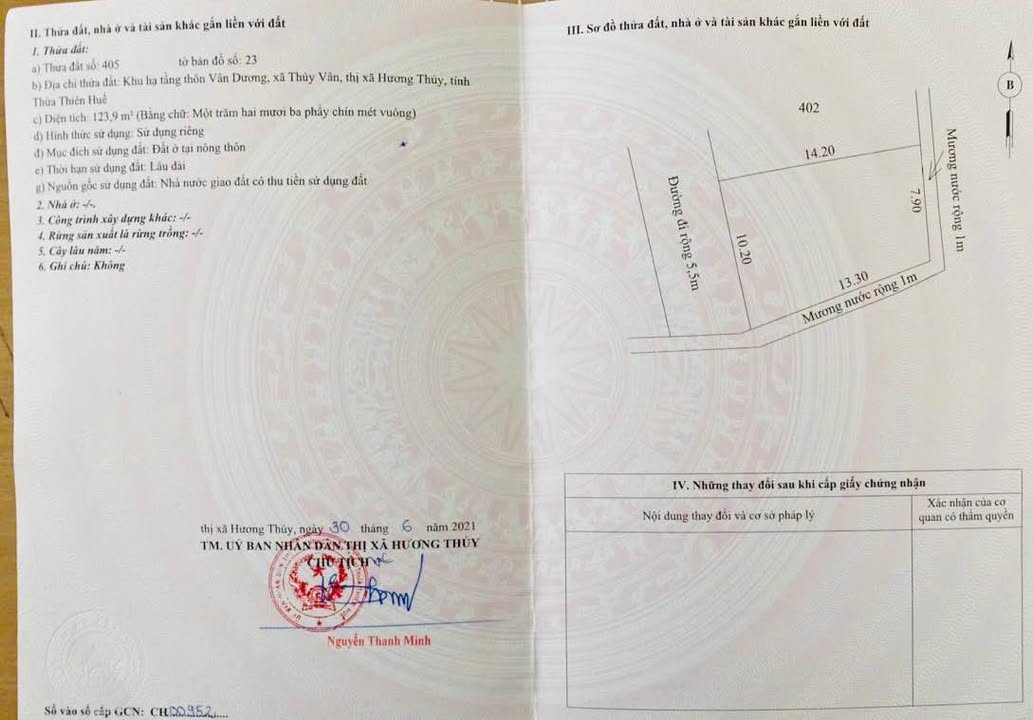 II. Thửa đất, nhà ở và tài sản khác gắn liền với đất
1. Thửa đất:
a) Thửa đất số: 405 tờ bản đồ số: 23
b) Địa chỉ thửa đất: Khu hạ tầng thôn Vân Dương, xã Thủy Vân, thị xã Hương Thủy, tỉnh
Thừa Thiên Huế
c) Diện tích: 123,9 m² (Bằng chữ: Một trăm hai mươi ba phẩy chín mét vuông)
d) Hình thức sử dụng: Sử dụng riêng
đ) Mục đích sử dụng đất: Đất ở tại nông thôn
e) Thời hạn sử dụng đất: Lâu dài
g) Nguồn gốc sử dụng đất: Nhà nước giao đất có thu tiền sử dụng đất
2. Nhà ở: -/-.
3. Công trình xây dựng khác: -/-
4. Rừng sản xuất là rừng trồng: -/-
5. Cây lâu năm: -/-
6. Ghi chú: Không
thị xã Hương Thủy, ngày 30 tháng 6 năm 2021
TM. UỶ BAN NHÂN DÂN THỊ XÃ HƯƠNG THỦY
CHỦ TỊCH
Nguyễn Thanh Minh
Số vào sổ cấp GCN: CH00952
III. Sơ đồ thửa đất, nhà ở và tài sản khác gắn liền với đất
B
402
14.20
Mương nước rộng 1m
7.90
Đường đi rộng 5,5m
10.20
13.30
Mương nước rộng 1m
IV. Những thay đổi sau khi cấp giấy chứng nhận
Nội dung thay đổi và cơ sở pháp lý
Xác nhận của cơ
quan có thẩm quyền